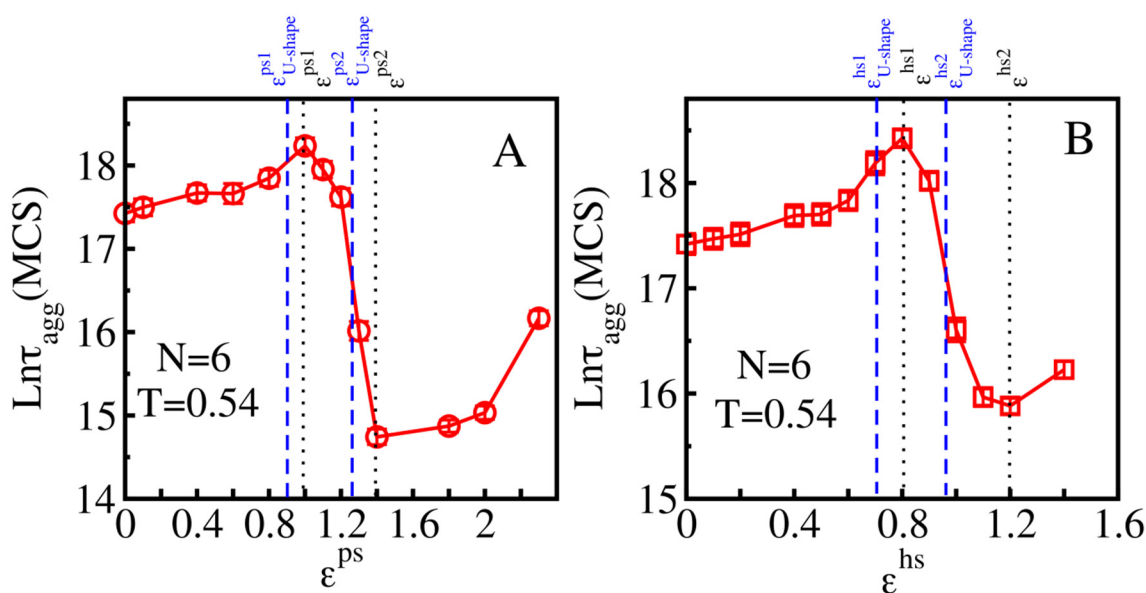 ε^ps1_U-shape
ε^ps1
ε^ps2_U-shape
ε^ps2
A
18
17
16
15
14
Lnτ_agg(MCS)
N=6
T=0.54
0 0.4 0.8 1.2 1.6 2
ε^ps
ε^hs1_U-shape
ε^hs1
ε^hs2_U-shape
ε^hs2
B
18
17
16
15
Lnτ_agg(MCS)
N=6
T=0.54
0 0.4 0.8 1.2 1.6
ε^hs